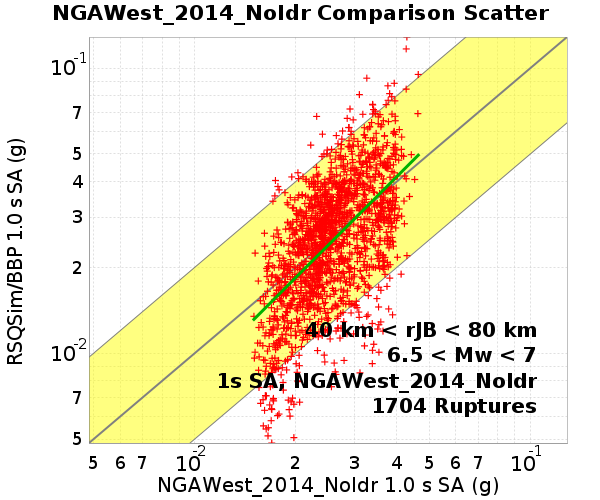 NGAWest_2014_NoIdr Comparison Scatter
RSQSim/BBP 1.0 s SA (g)
10⁻¹
7
5
4
3
2
10⁻²
7
5
40 km < rJB < 80 km
6.5 < Mw < 7
1s SA, NGAWest_2014_NoIdr
1704 Ruptures
5 6 7 10⁻² 2 3 4 5 6 7 10⁻¹
NGAWest_2014_NoIdr 1.0 s SA (g)